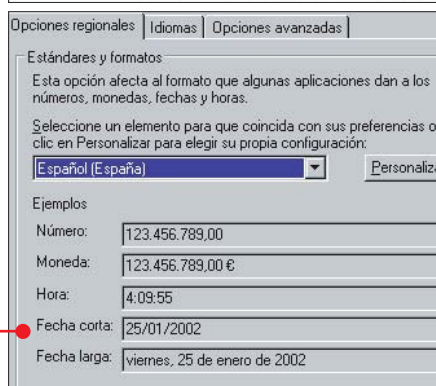 Opciones regionales Idiomas Opciones avanzadas
Estándares y formatos
Esta opción afecta al formato que algunas aplicaciones dan a los
números, monedas, fechas y horas.
Seleccione un elemento para que coincida con sus preferencias o
clic en Personalizar para elegir su propia configuración:
Español (España) Personaliza
Ejemplos
Número: 123.456.789,00
Moneda: 123.456.789,00 €
Hora: 4:09:55
Fecha corta: 25/01/2002
Fecha larga: viernes, 25 de enero de 2002